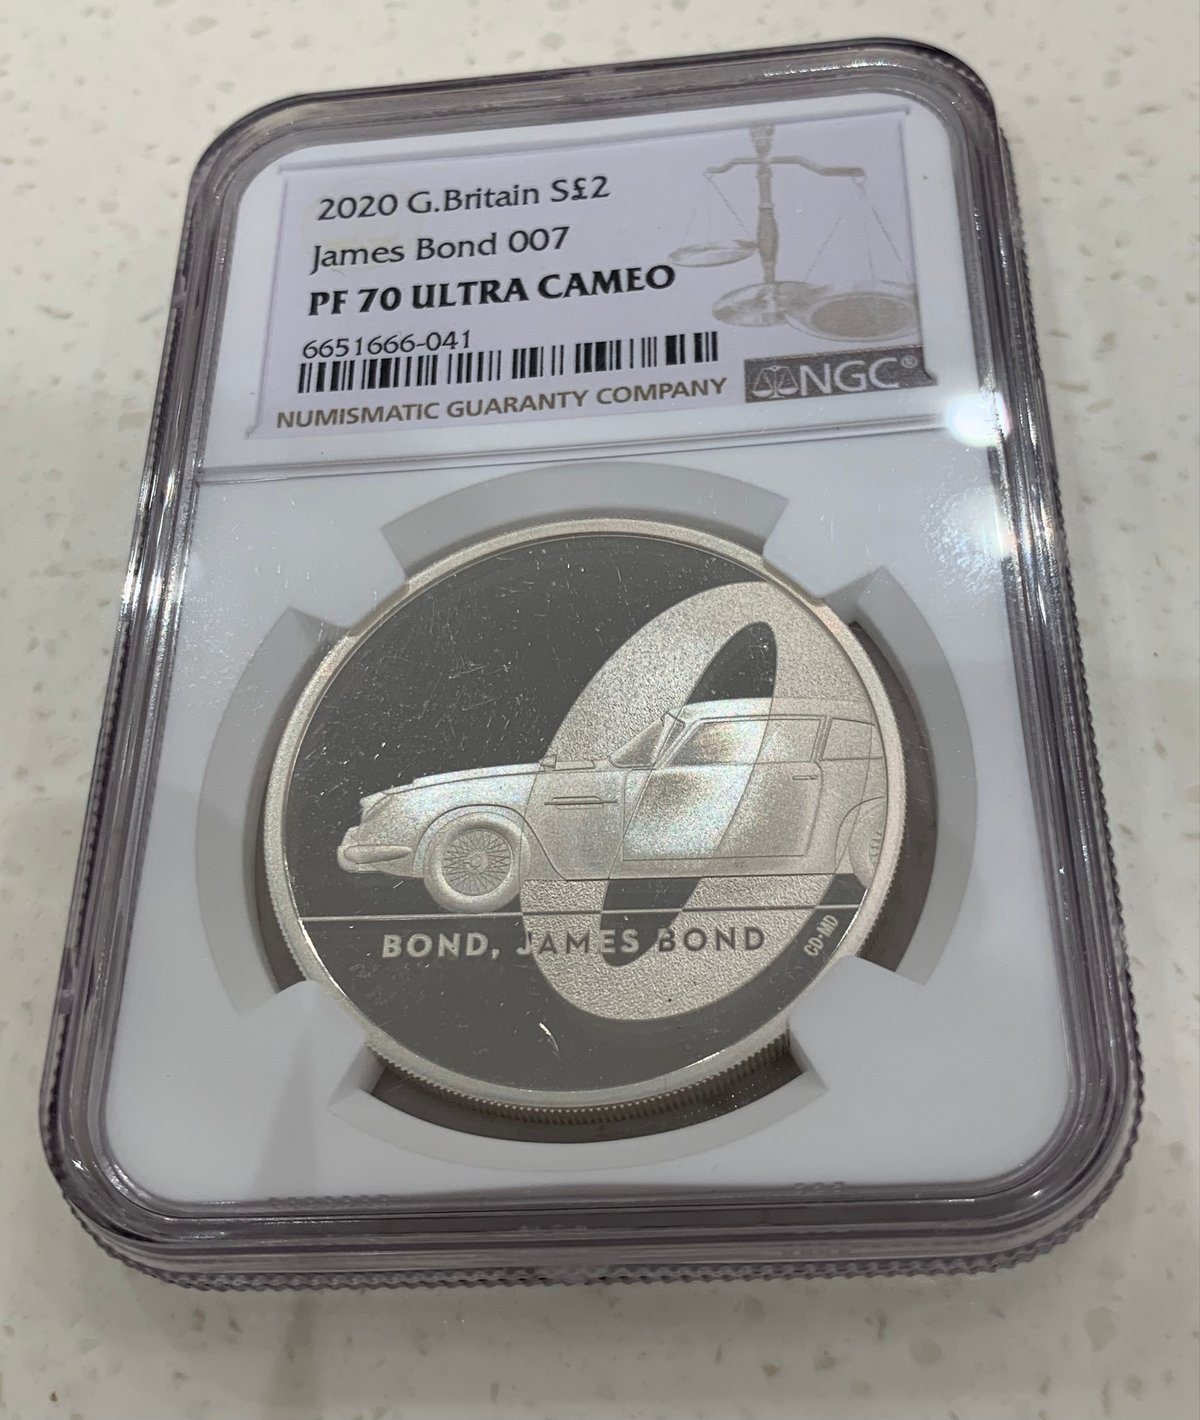 2020 G.Britain S£2
James Bond 007
PF 70 ULTRA CAMEO
6651666-041
NUMISMATIC GUARANTY COMPANY
NGC®
BOND, JAMES BOND
CD-MD